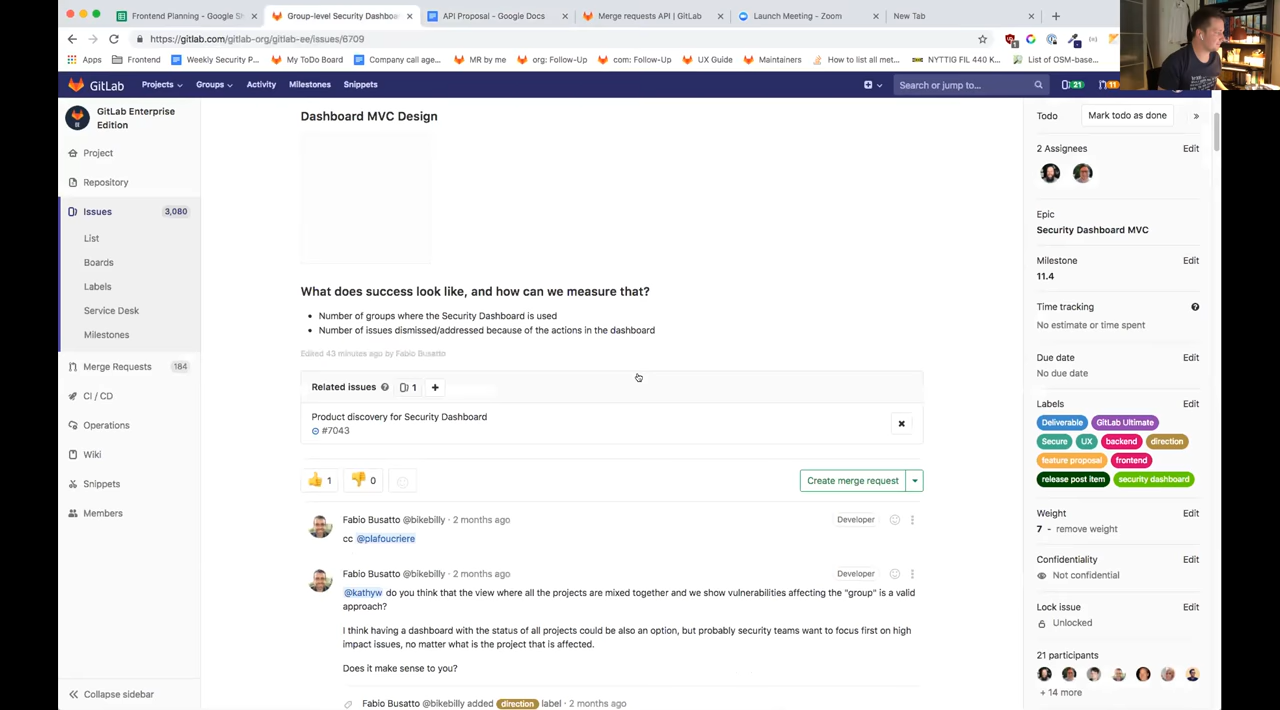 Frontend Planning - Google Sh
Group-level Security Dashboar
API Proposal - Google Docs
Merge requests API | GitLab
Launch Meeting - Zoom
New Tab
https://gitlab.com/gitlab-org/gitlab-ee/issues/6709
Apps
Frontend
Weekly Security P...
My ToDo Board
Company call age...
MR by me
org: Follow-Up
com: Follow-Up
UX Guide
Maintainers
How to list all met...
NYTTIG FIL 440 K...
List of OSM-base...
GitLab
Projects
Groups
Activity
Milestones
Snippets
Search or jump to...
21
11
GitLab Enterprise
Edition
Project
Repository
Issues
3,080
List
Boards
Labels
Service Desk
Milestones
Merge Requests
184
CI / CD
Operations
Wiki
Snippets
Members
Collapse sidebar
Dashboard MVC Design
What does success look like, and how can we measure that?
Number of groups where the Security Dashboard is used
Number of issues dismissed/addressed because of the actions in the dashboard
Edited 43 minutes ago by Fabio Busatto
Related issues
1
Product discovery for Security Dashboard
#7043
1
0
Create merge request
Fabio Busatto @bikebilly · 2 months ago
Developer
cc @plafoucriere
Fabio Busatto @bikebilly · 2 months ago
Developer
@kathyw do you think that the view where all the projects are mixed together and we show vulnerabilities affecting the "group" is a valid
approach?
I think having a dashboard with the status of all projects could be also an option, but probably security teams want to focus first on high
impact issues, no matter what is the project that is affected.
Does it make sense to you?
Fabio Busatto @bikebilly added direction label · 2 months ago
Todo
Mark todo as done
2 Assignees
Edit
Epic
Security Dashboard MVC
Milestone
Edit
11.4
Time tracking
No estimate or time spent
Due date
Edit
No due date
Labels
Edit
Deliverable
GitLab Ultimate
Secure
UX
backend
direction
feature proposal
frontend
release post item
security dashboard
Weight
Edit
7 - remove weight
Confidentiality
Edit
Not confidential
Lock issue
Edit
Unlocked
21 participants
+ 14 more